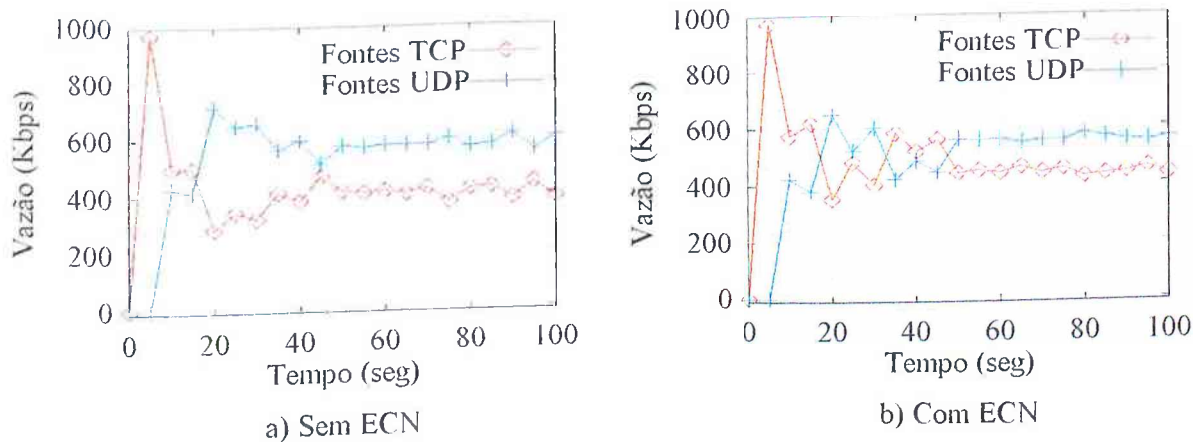 1000
800
600
400
200
0
Vazão (Kbps)
Fontes TCP
Fontes UDP
0 20 40 60 80 100
Tempo (seg)
a) Sem ECN
1000
800
600
400
200
0
Vazão (Kbps)
Fontes TCP
Fontes UDP
0 20 40 60 80 100
Tempo (seg)
b) Com ECN